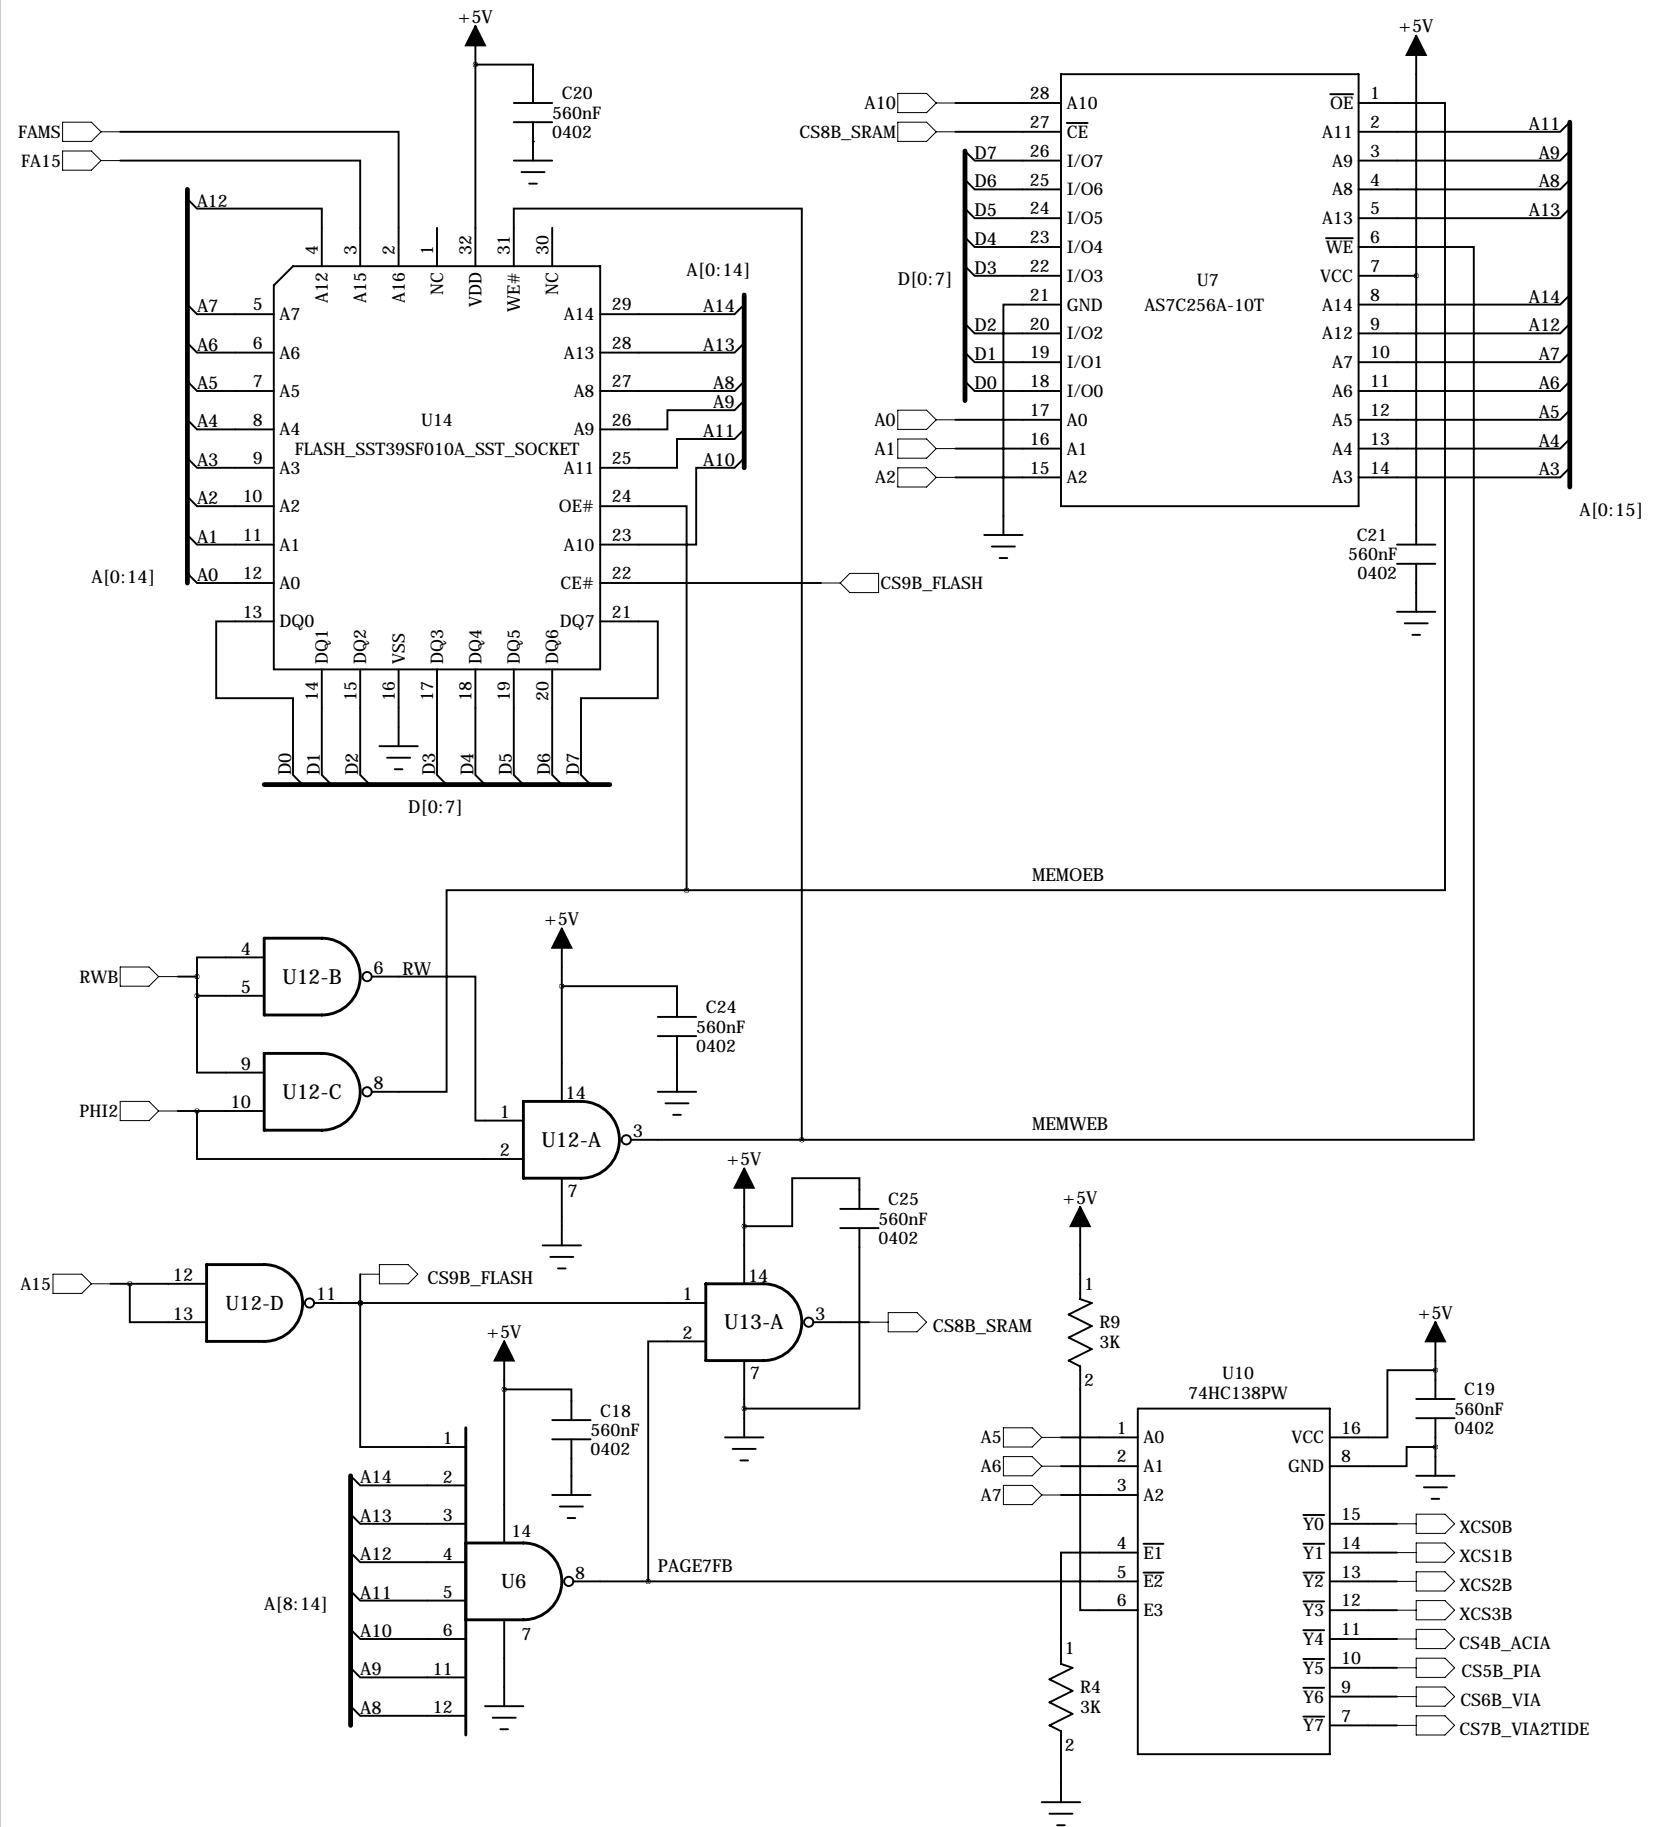 +5V
C20
560nF
0402
FAMS
FA15
A12
4
3
2
1
32
31
30
A12
A15
A16
NC
VDD
WE#
NC
A[0:14]
A7 5 A7
A6 6 A6
A5 7 A5
A4 8 A4
A3 9 A3
A2 10 A2
A1 11 A1
A0 12 A0
13 DQ0
A[0:14]
U14
FLASH_SST39SF010A_SST_SOCKET
A14 29 A14
A13 28 A13
A8 27 A8
A9 26 A9
A11 25 A11
OE# 24
A10 23 A10
CE# 22 CS9B_FLASH
DQ7 21
DQ1
DQ2
VSS
DQ3
DQ4
DQ5
DQ6
14
15
16
17
18
19
20
D0
D1
D2
D3
D4
D5
D6
D7
D[0:7]
+5V
A10 28 A10
CS8B_SRAM 27 CE
D7 26 I/O7
D6 25 I/O6
D5 24 I/O5
D4 23 I/O4
D3 22 I/O3
D[0:7]
21 GND
D2 20 I/O2
D1 19 I/O1
D0 18 I/O0
A0 17 A0
A1 16 A1
A2 15 A2
U7
AS7C256A-10T
OE 1
A11 2 A11
A9 3 A9
A8 4 A8
A13 5 A13
WE 6
VCC 7
A14 8 A14
A12 9 A12
A7 10 A7
A6 11 A6
A5 12 A5
A4 13 A4
A3 14 A3
A[0:15]
C21
560nF
0402
MEMOEB
+5V
RWB
4
5
U12-B
6 RW
C24
560nF
0402
9
10
U12-C
8
PHI2
14
1
2
U12-A
3
7
MEMWEB
+5V
C25
560nF
0402
+5V
A15
12
13
U12-D
11
CS9B_FLASH
14
1
2
U13-A
3
7
CS8B_SRAM
1
R9
3K
2
+5V
+5V
C18
560nF
0402
1
A14 2
A13 3
A12 4
A11 5
A10 6
A9 11
A8 12
A[8:14]
14
U6
8
7
PAGE7FB
U10
74HC138PW
C19
560nF
0402
A5 1 A0
A6 2 A1
A7 3 A2
4 E1
5 E2
6 E3
VCC 16
GND 8
Y0 15 XCS0B
Y1 14 XCS1B
Y2 13 XCS2B
Y3 12 XCS3B
Y4 11 CS4B_ACIA
Y5 10 CS5B_PIA
Y6 9 CS6B_VIA
Y7 7 CS7B_VIA2TIDE
1
R4
3K
2